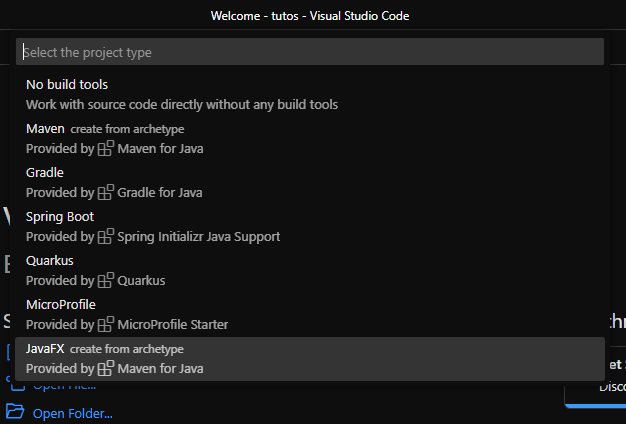 Welcome - tutos - Visual Studio Code
Select the project type
No build tools
Work with source code directly without any build tools
Maven create from archetype
Provided by Maven for Java
Gradle
Provided by Gradle for Java
Spring Boot
Provided by Spring Initializr Java Support
Quarkus
Provided by Quarkus
MicroProfile
Provided by MicroProfile Starter
JavaFX create from archetype
Provided by Maven for Java
Open File...
Open Folder...